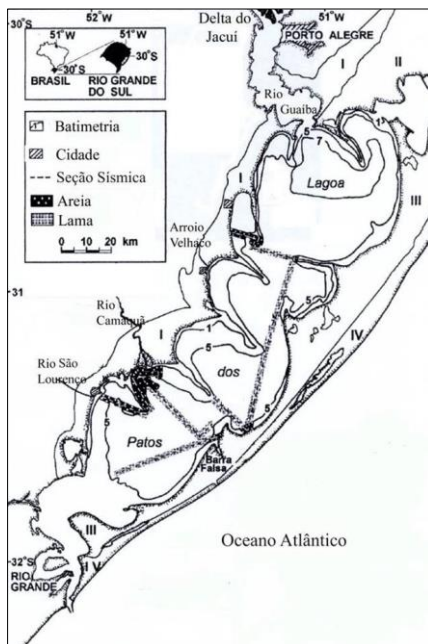 30°S
52°W
51°W
30°S
Delta do
Jacuí
PORTO ALEGRE
51°W
51°W
30°S
30°S
BRASIL
RIO GRANDE
DO SUL
I
II
Rio
Guaíba
Batimetria
Cidade
Seção Sísmica
Areia
Lama
0 10 20 km
5
7
1
I
Lagoa
III
Arroio
Velhaco
31
5
IV
Rio
Camaquã
I
1
5
Rio São
Lourenço
dos
5
5
Patos
Barra
Falsa
III
Oceano Atlântico
32°S
RIO
GRANDE
IV